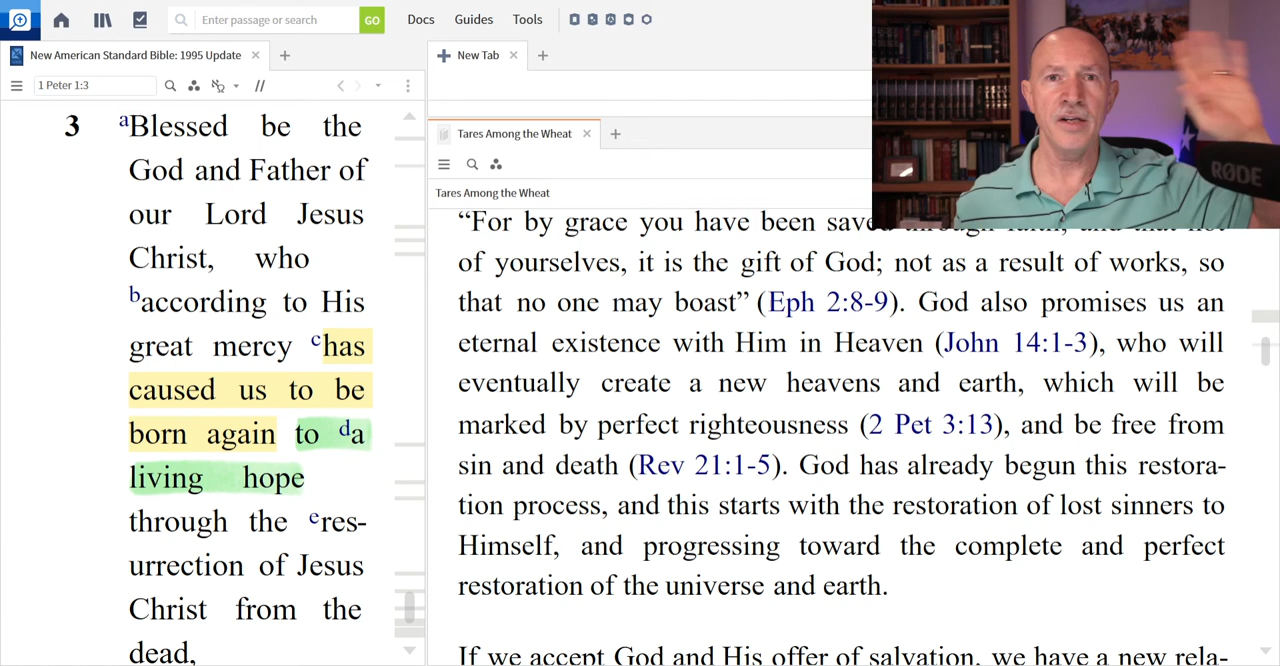 Enter passage or search GO Docs Guides Tools
New American Standard Bible: 1995 Update
New Tab
1 Peter 1:3
3 aBlessed be the
God and Father of
our Lord Jesus
Christ, who
baccording to His
great mercy chas
caused us to be
born again to da
living hope
through the eres-
urrection of Jesus
Christ from the
dead,
Tares Among the Wheat
Tares Among the Wheat
“For by grace you have been saved through faith; and that not
of yourselves, it is the gift of God; not as a result of works, so
that no one may boast” (Eph 2:8-9). God also promises us an
eternal existence with Him in Heaven (John 14:1-3), who will
eventually create a new heavens and earth, which will be
marked by perfect righteousness (2 Pet 3:13), and be free from
sin and death (Rev 21:1-5). God has already begun this restora-
tion process, and this starts with the restoration of lost sinners to
Himself, and progressing toward the complete and perfect
restoration of the universe and earth.
If we accept God and His offer of salvation, we have a new rela-
RØDE